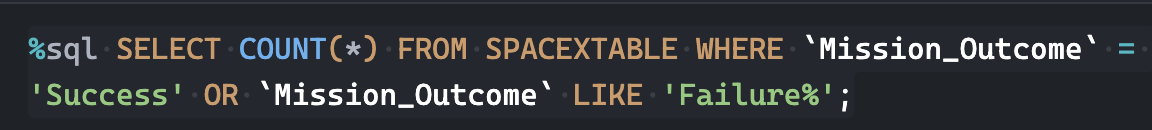 %sql SELECT COUNT(*) FROM SPACEXTABLE WHERE `Mission_Outcome` =
'Success' OR `Mission_Outcome` LIKE 'Failure%';